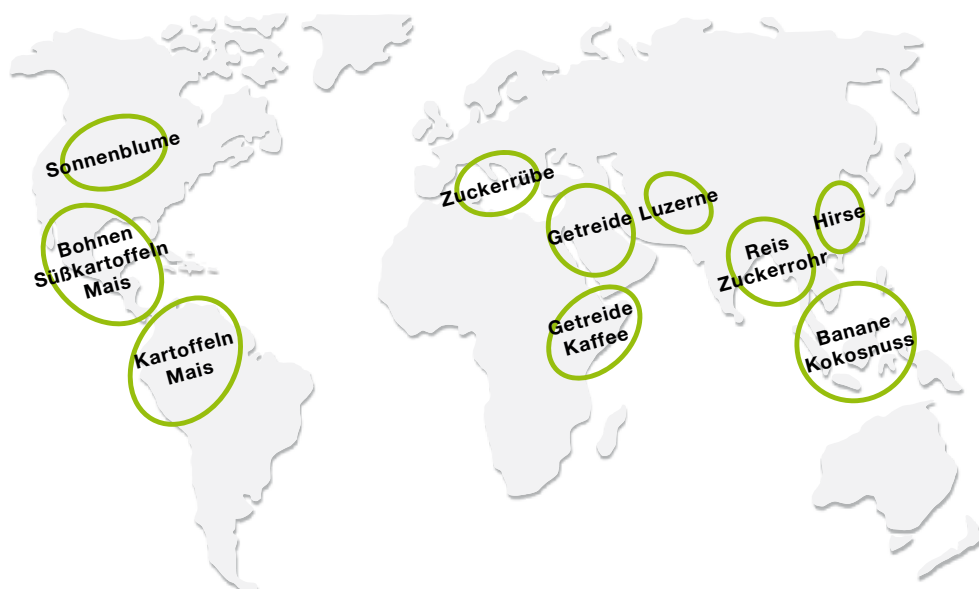 Sonnenblume
Bohnen
Süßkartoffeln
Mais
Kartoffeln
Mais
Zuckerrübe
Getreide
Getreide
Kaffee
Luzerne
Reis
Zuckerrohr
Hirse
Banane
Kokosnuss